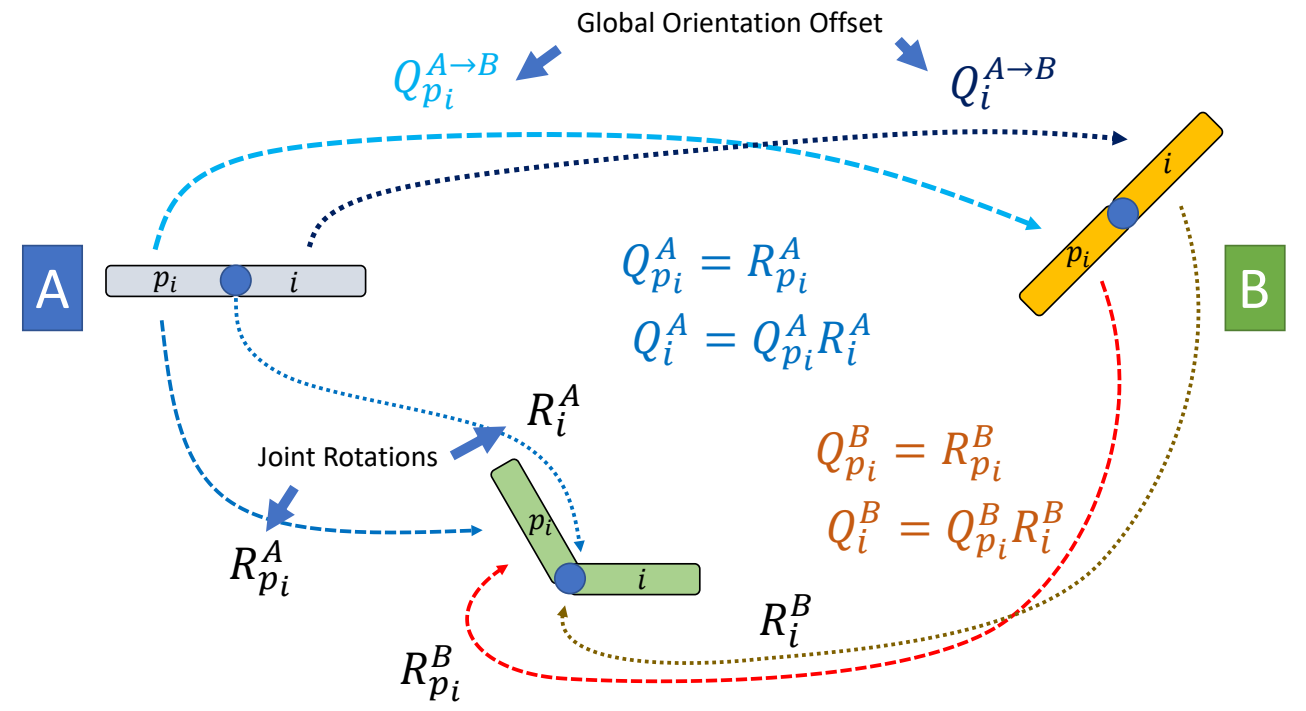 Global Orientation Offset
$Q_{p_i}^{A \to B}$
$Q_i^{A \to B}$
A
$p_i$ $i$
$i$
$p_i$
B
$Q_{p_i}^{A} = R_{p_i}^{A}$
$Q_i^{A} = Q_{p_i}^{A} R_i^{A}$
$R_i^{A}$
Joint Rotations
$R_{p_i}^{A}$
$Q_{p_i}^{B} = R_{p_i}^{B}$
$Q_i^{B} = Q_{p_i}^{B} R_i^{B}$
$p_i$
$i$
$R_i^{B}$
$R_{p_i}^{B}$